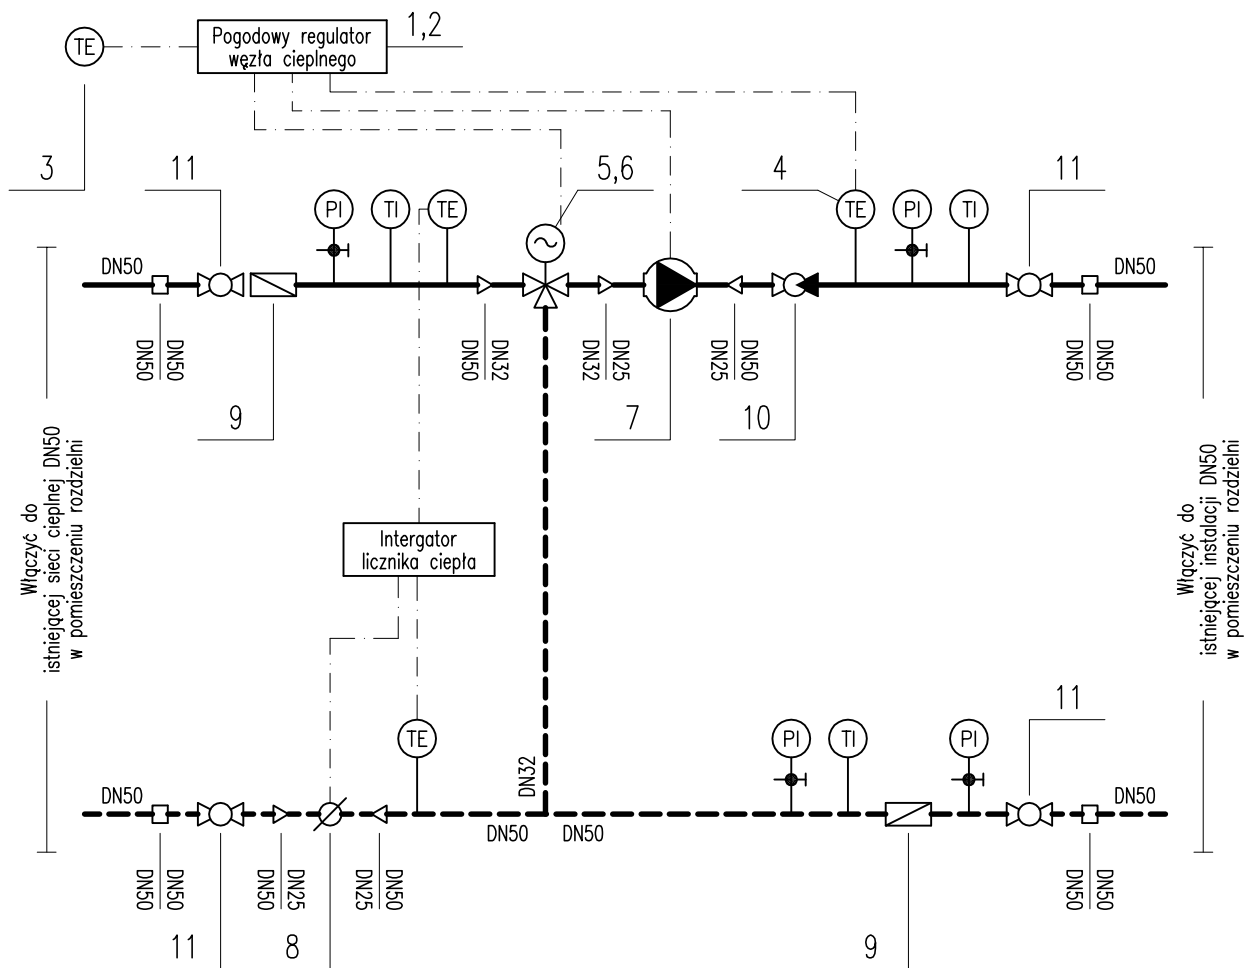 TE
Pogodowy regulator
węzła cieplnego
1,2
3
11
PI
TI
TE
5,6
4
TE
PI
TI
11
DN50
DN50
DN50
DN50
DN50
DN32
DN32
DN25
DN25
DN50
DN50
DN50
9
7
10
Włączyć do
istniejącej sieci cieplnej DN50
w pomieszczeniu rozdzielni
Intergator
licznika ciepła
Włączyć do
istniejącej instalacji DN50
w pomieszczeniu rozdzielni
TE
DN32
PI
TI
PI
11
DN50
DN50
DN50
DN50
DN50
DN50
DN50
DN25
DN25
DN50
DN50
DN50
11
8
9